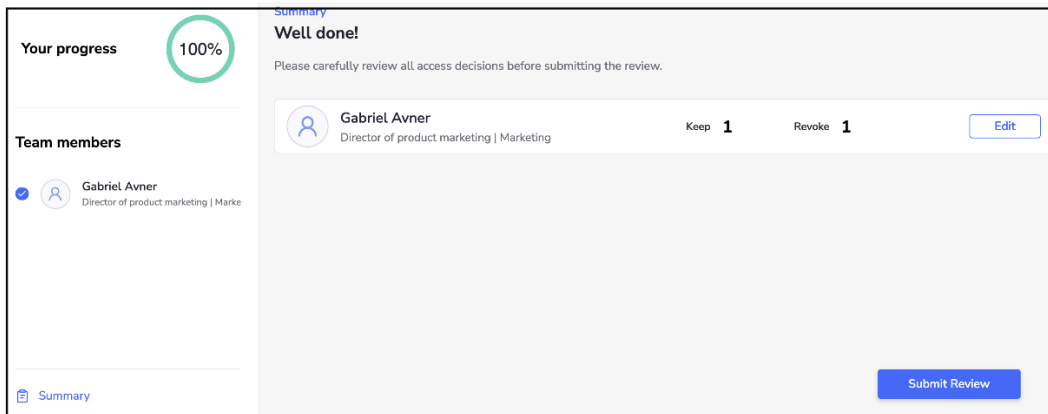 Your progress
100%
Team members
Gabriel Avner
Director of product marketing | Marke
Summary
Summary
Well done!
Please carefully review all access decisions before submitting the review.
Gabriel Avner
Director of product marketing | Marketing
Keep 1
Revoke 1
Edit
Submit Review